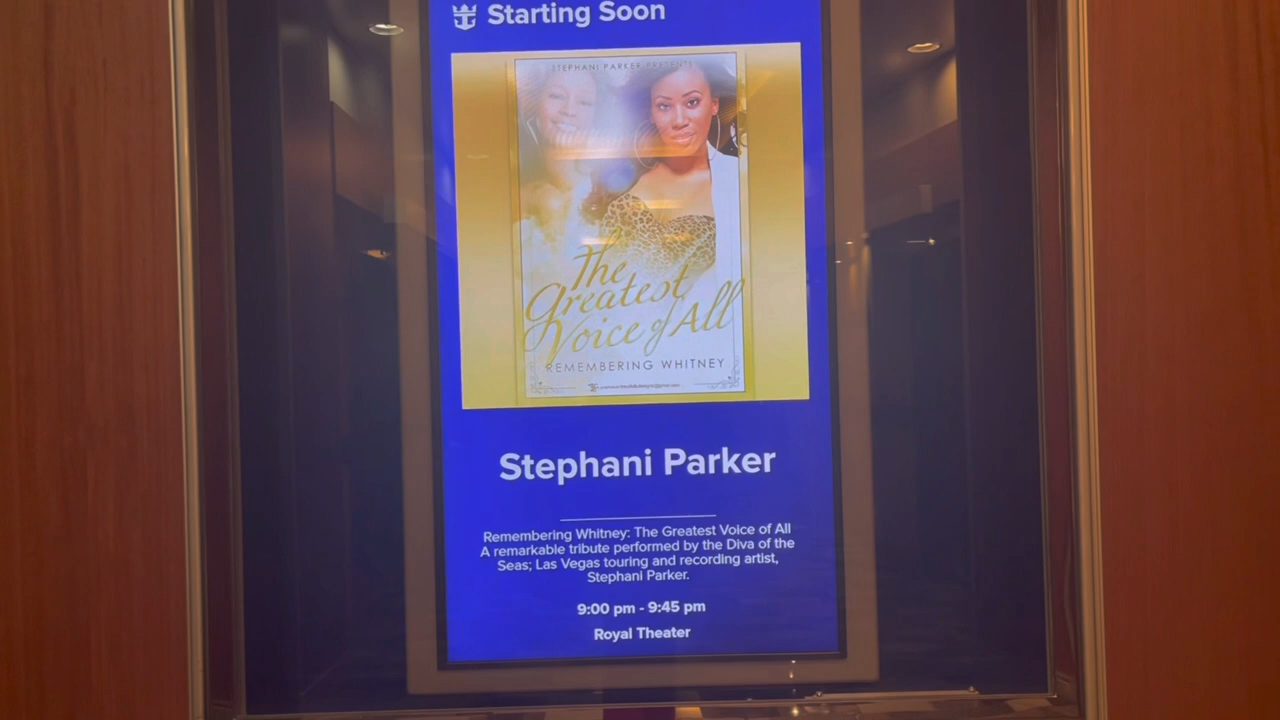 Starting Soon
STEPHANI PARKER PRESENTS
The
Greatest
Voice of All
REMEMBERING WHITNEY
Stephani Parker
Remembering Whitney: The Greatest Voice of All
A remarkable tribute performed by the Diva of the
Seas; Las Vegas touring and recording artist,
Stephani Parker.
9:00 pm - 9:45 pm
Royal Theater